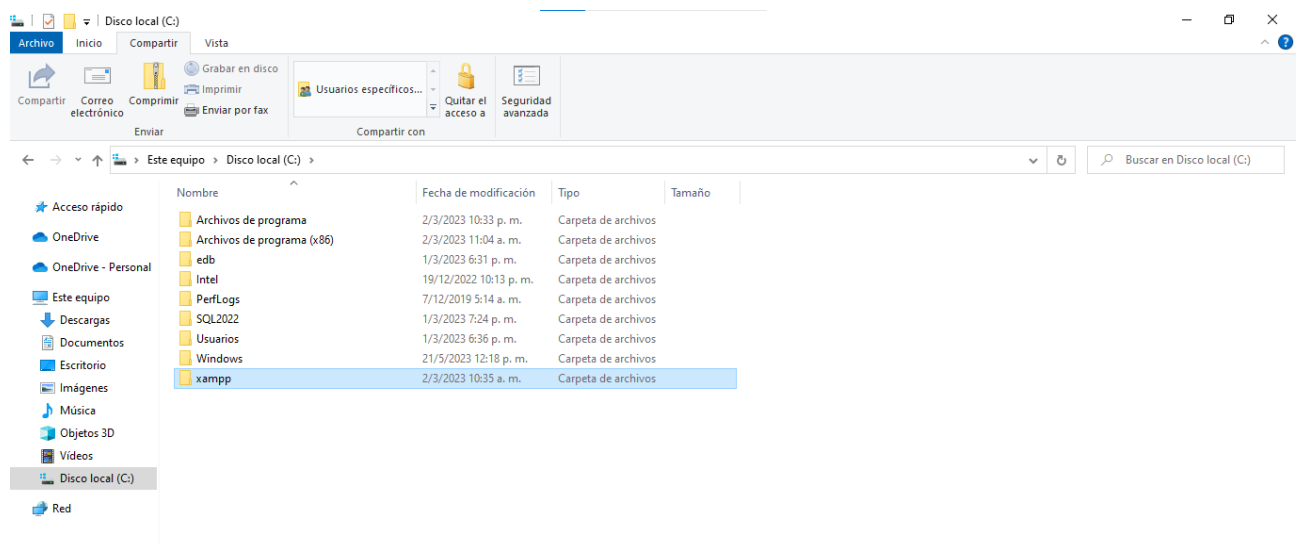 Disco local (C:)
Archivo Inicio Compartir Vista
Compartir
Correo electrónico
Comprimir
Grabar en disco
Imprimir
Enviar por fax
Enviar
Usuarios específicos...
Quitar el acceso a
Seguridad avanzada
Compartir con
Este equipo > Disco local (C:) >
Buscar en Disco local (C:)
Acceso rápido
OneDrive
OneDrive - Personal
Este equipo
Descargas
Documentos
Escritorio
Imágenes
Música
Objetos 3D
Vídeos
Disco local (C:)
Red
Nombre Fecha de modificación Tipo Tamaño
Archivos de programa 2/3/2023 10:33 p. m. Carpeta de archivos
Archivos de programa (x86) 2/3/2023 11:04 a. m. Carpeta de archivos
edb 1/3/2023 6:31 p. m. Carpeta de archivos
Intel 19/12/2022 10:13 p. m. Carpeta de archivos
PerfLogs 7/12/2019 5:14 a. m. Carpeta de archivos
SQL2022 1/3/2023 7:24 p. m. Carpeta de archivos
Usuarios 1/3/2023 6:36 p. m. Carpeta de archivos
Windows 21/5/2023 12:18 p. m. Carpeta de archivos
xampp 2/3/2023 10:35 a. m. Carpeta de archivos